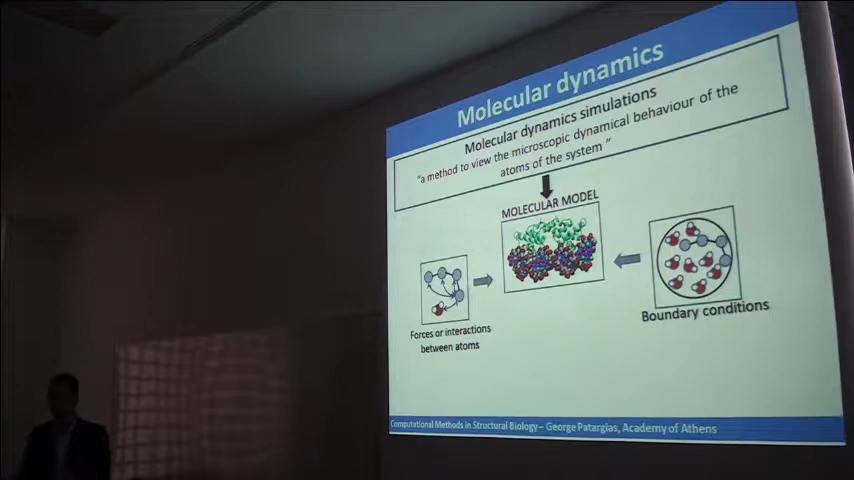 Molecular dynamics
Molecular dynamics simulations
"a method to view the microscopic dynamical behaviour of the
atoms of the system"
MOLECULAR MODEL
Forces or interactions
between atoms
Boundary conditions
Computational Methods in Structural Biology– George Patargias, Academy of Athens